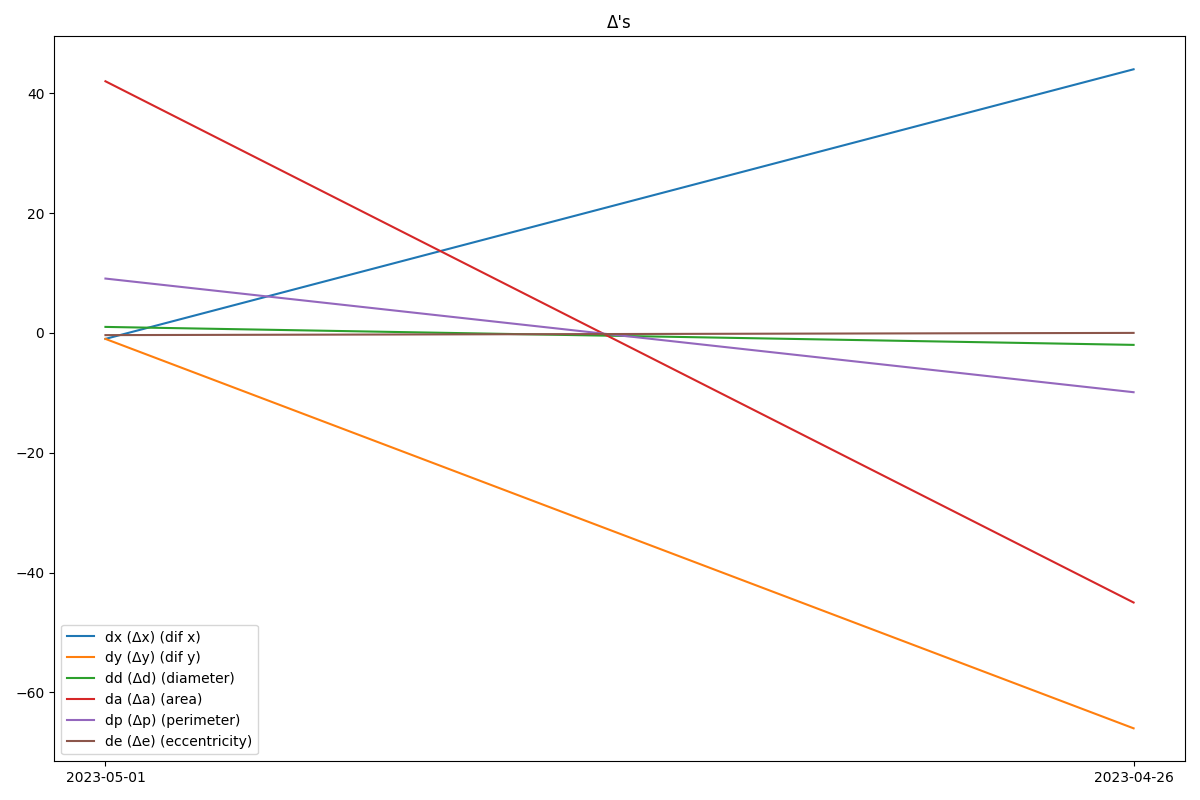 Δ's
40
20
0
−20
−40
−60
dx (Δx) (dif x)
dy (Δy) (dif y)
dd (Δd) (diameter)
da (Δa) (area)
dp (Δp) (perimeter)
de (Δe) (eccentricity)
2023-05-01 2023-04-26